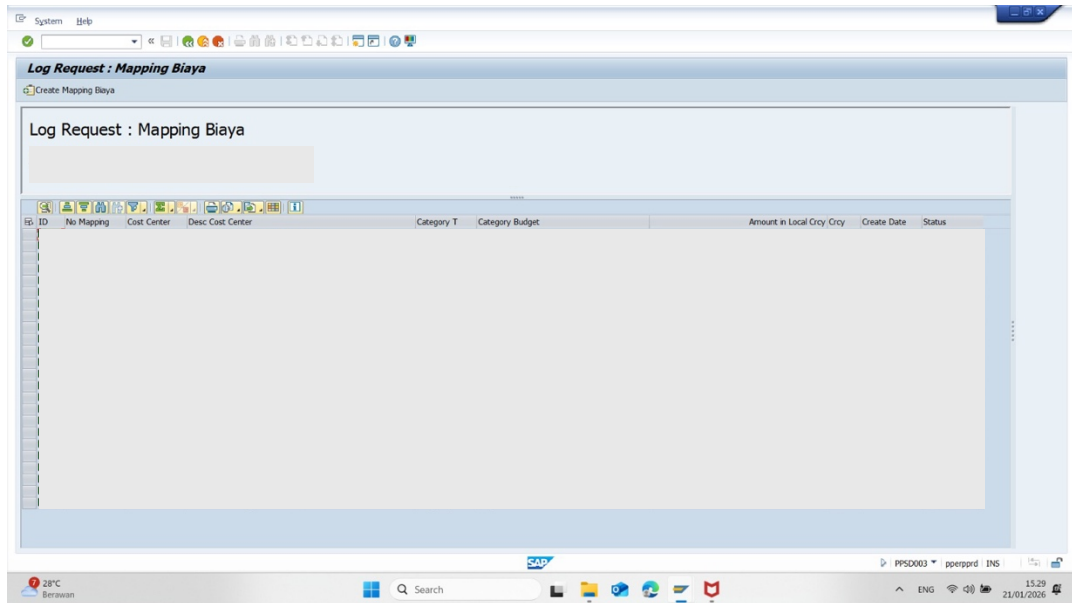 System Help
Log Request : Mapping Biaya
Create Mapping Biaya
Log Request : Mapping Biaya
ID No Mapping Cost Center Desc Cost Center Category T Category Budget Amount in Local Crcy Crcy Create Date Status
SAP
PPSD003 pperpprd INS
7 28°C
Berawan
Search
ENG 15.29
21/01/2026